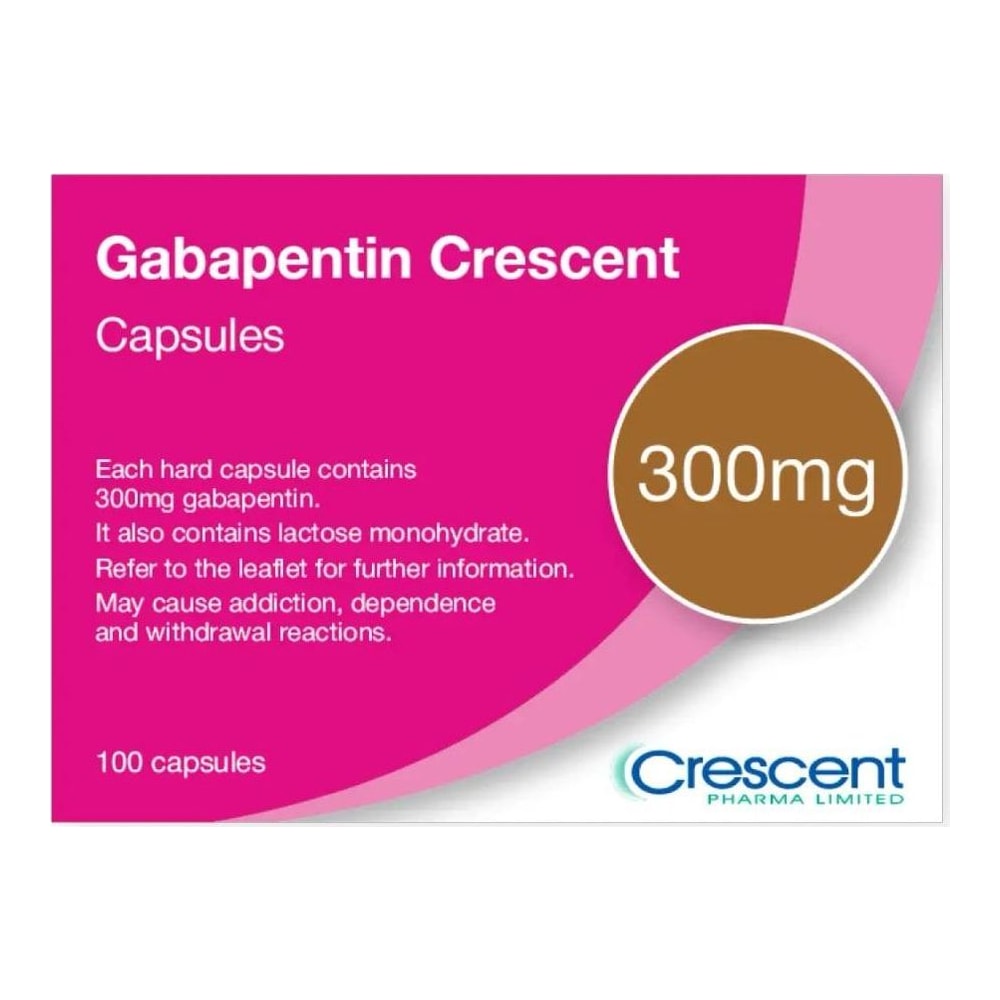 Gabapentin Crescent
Capsules
Each hard capsule contains
300mg gabapentin.
It also contains lactose monohydrate.
Refer to the leaflet for further information.
May cause addiction, dependence
and withdrawal reactions.
300mg
100 capsules
Crescent
PHARMA LIMITED